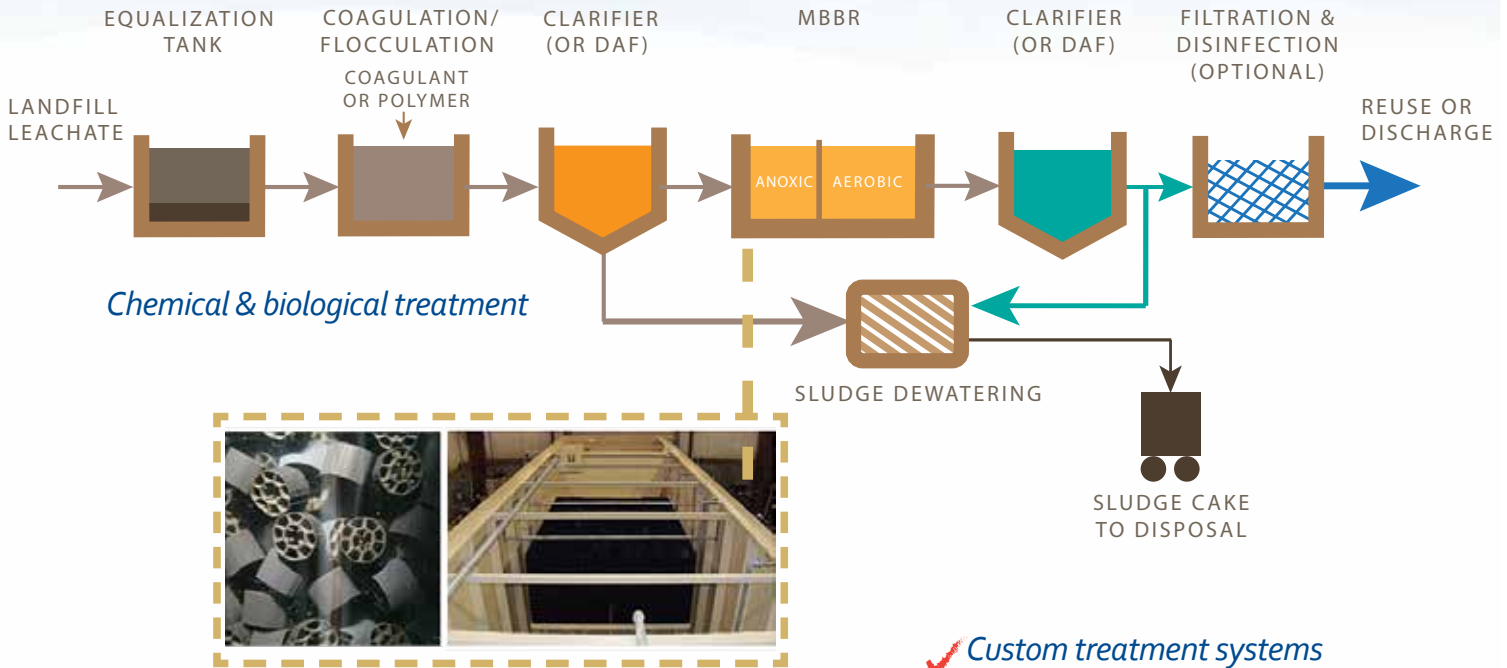 EQUALIZATION
TANK
COAGULATION/
FLOCCULATION
COAGULANT
OR POLYMER
CLARIFIER
(OR DAF)
MBBR
CLARIFIER
(OR DAF)
FILTRATION &
DISINFECTION
(OPTIONAL)
LANDFILL
LEACHATE
REUSE OR
DISCHARGE
ANOXIC
AEROBIC
Chemical & biological treatment
SLUDGE DEWATERING
SLUDGE CAKE
TO DISPOSAL
Custom treatment systems